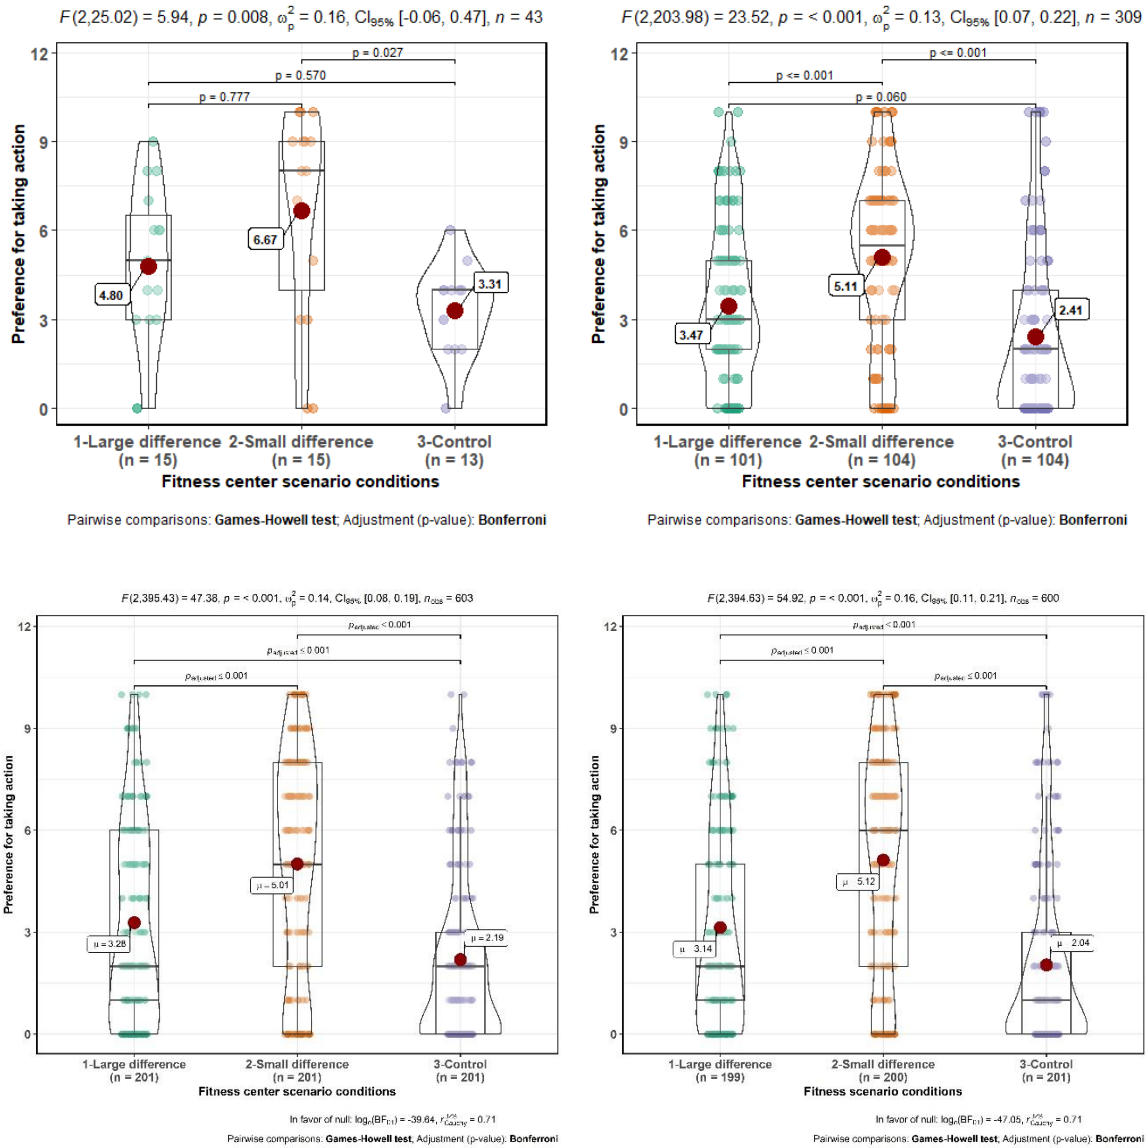 F(2,25.02) = 5.94, p = 0.008, ω²p = 0.16, CI95% [-0.06, 0.47], n = 43
12
9
6
3
0
Preference for taking action
p = 0.027
p = 0.570
p = 0.777
4.80
6.67
3.31
1-Large difference 2-Small difference 3-Control
(n = 15) (n = 15) (n = 13)
Fitness center scenario conditions
Pairwise comparisons: Games-Howell test; Adjustment (p-value): Bonferroni
F(2,203.98) = 23.52, p = < 0.001, ω²p = 0.13, CI95% [0.07, 0.22], n = 309
12
9
6
3
0
Preference for taking action
p <= 0.001
p <= 0.001
p = 0.060
3.47
5.11
2.41
1-Large difference 2-Small difference 3-Control
(n = 101) (n = 104) (n = 104)
Fitness center scenario conditions
Pairwise comparisons: Games-Howell test; Adjustment (p-value): Bonferroni
F(2,395.43) = 47.38, p = < 0.001, ω²p = 0.14, CI95% [0.08, 0.19], nobs = 603
12
9
6
3
0
Preference for taking action
padjusted ≤ 0.001
padjusted ≤ 0.001
padjusted ≤ 0.001
μ = 3.28
μ = 5.01
μ = 2.19
1-Large difference 2-Small difference 3-Control
(n = 201) (n = 201) (n = 201)
Fitness center scenario conditions
In favor of null: loge(BF01) = -39.64, rCauchy = 0.71
Pairwise comparisons: Games-Howell test, Adjustment (p-value): Bonferroni
F(2,394.63) = 54.92, p = < 0.001, ω²p = 0.16, CI95% [0.11, 0.21], nobs = 600
12
9
6
3
0
Preference for taking action
padjusted ≤ 0.001
padjusted ≤ 0.001
padjusted ≤ 0.001
μ 3.14
μ 5.12
μ 2.04
1-Large difference 2-Small difference 3-Control
(n = 199) (n = 200) (n = 201)
Fitness center scenario conditions
In favor of null: loge(BF01) = -47.05, rCauchy = 0.71
Pairwise comparisons: Games-Howell test, Adjustment (p-value): Bonferroni